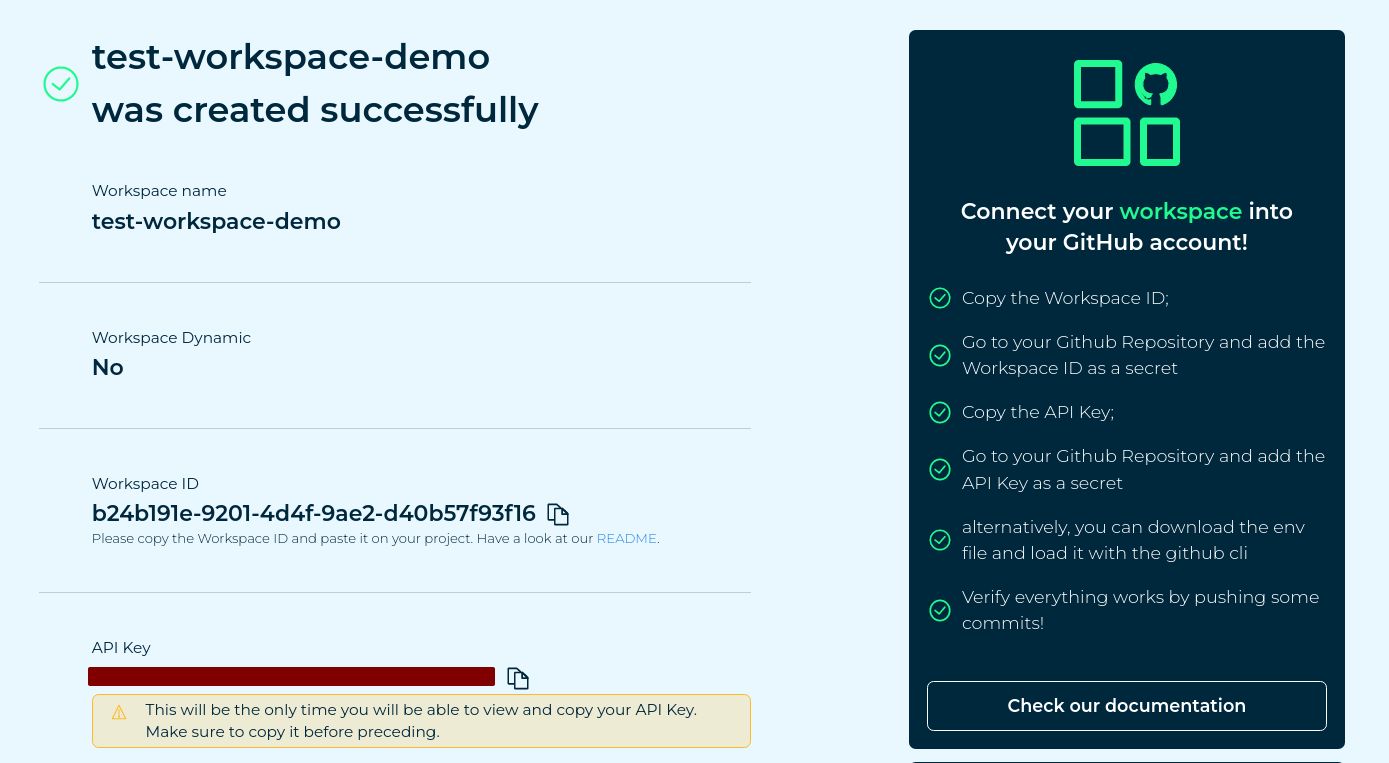 test-workspace-demo
was created successfully
Workspace name
test-workspace-demo
Workspace Dynamic
No
Workspace ID
b24b191e-9201-4d4f-9ae2-d40b57f93f16
Please copy the Workspace ID and paste it on your project. Have a look at our README.
API Key
This will be the only time you will be able to view and copy your API Key.
Make sure to copy it before preceding.
Connect your workspace into
your GitHub account!
Copy the Workspace ID;
Go to your Github Repository and add the
Workspace ID as a secret
Copy the API Key;
Go to your Github Repository and add the
API Key as a secret
alternatively, you can download the env
file and load it with the github cli
Verify everything works by pushing some
commits!
Check our documentation